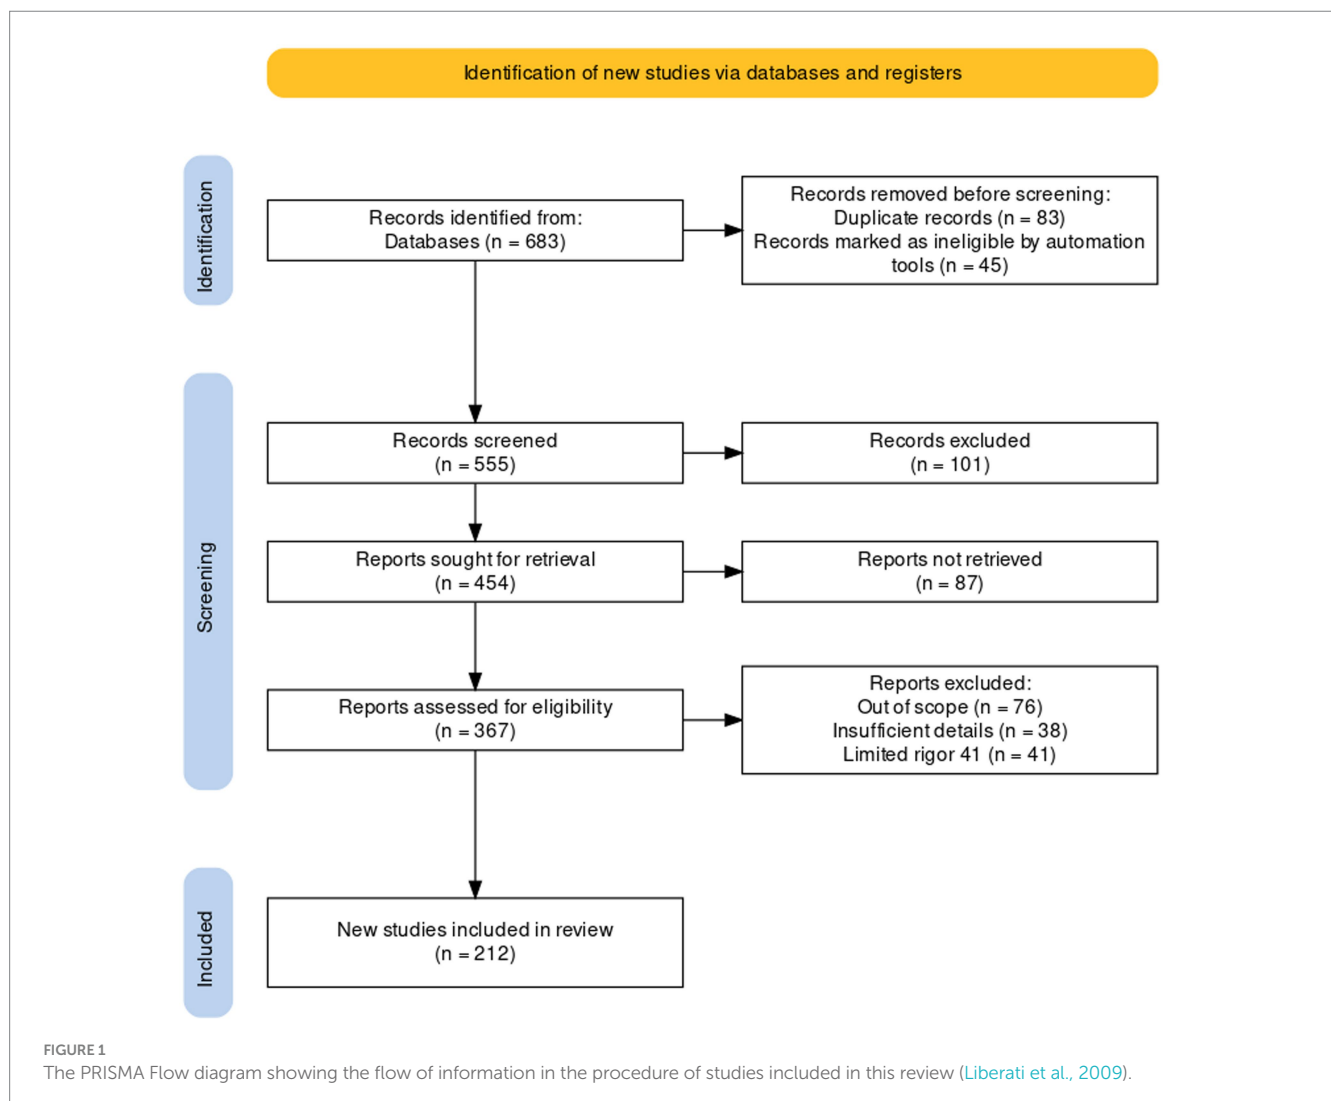 Identification of new studies via databases and registers
Identification
Records identified from:
Databases (n = 683)
Records removed before screening:
Duplicate records (n = 83)
Records marked as ineligible by automation
tools (n = 45)
Screening
Records screened
(n = 555)
Records excluded
(n = 101)
Reports sought for retrieval
(n = 454)
Reports not retrieved
(n = 87)
Reports assessed for eligibility
(n = 367)
Reports excluded:
Out of scope (n = 76)
Insufficient details (n = 38)
Limited rigor 41 (n = 41)
Included
New studies included in review
(n = 212)
FIGURE 1
The PRISMA Flow diagram showing the flow of information in the procedure of studies included in this review (Liberati et al., 2009).